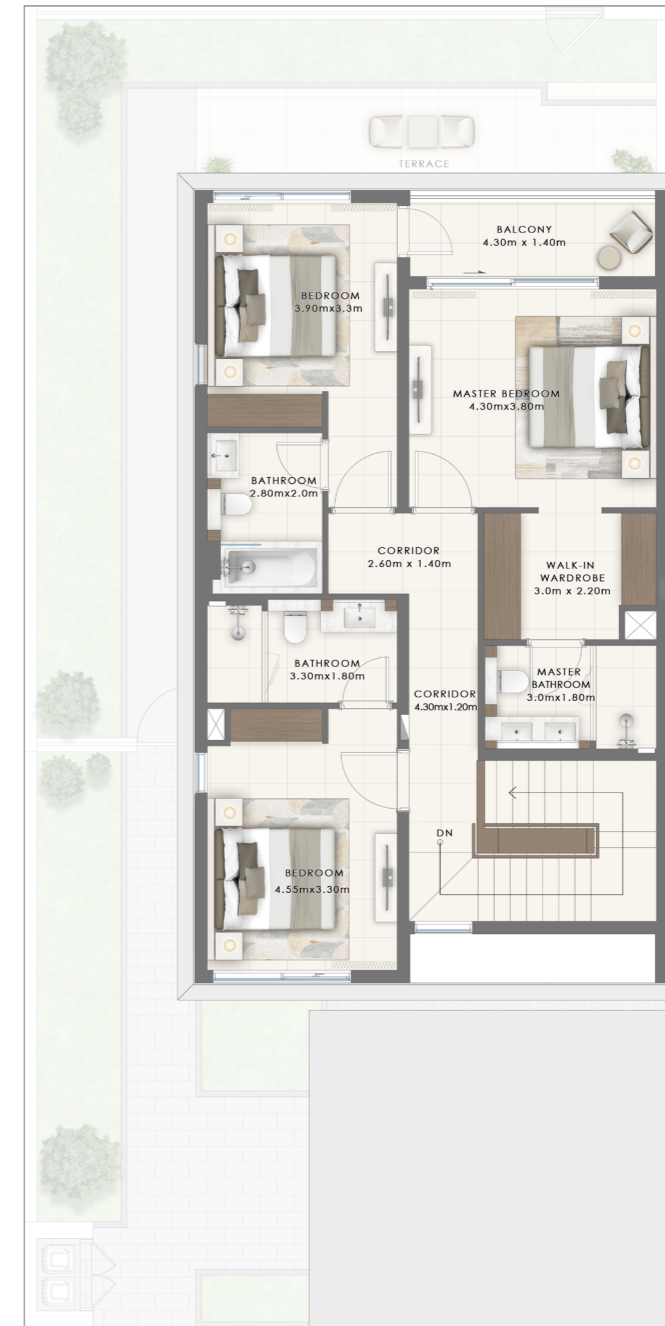 TERRACE
BALCONY
4.30m x 1.40m
BEDROOM
3.90mx3.3m
MASTER BEDROOM
4.30mx3.80m
BATHROOM
2.80mx2.0m
CORRIDOR
2.60m x 1.40m
WALK-IN
WARDROBE
3.0m x 2.20m
BATHROOM
3.30mx1.80m
MASTER
BATHROOM
3.0mx1.80m
CORRIDOR
4.30mx1.20m
DN
BEDROOM
4.55mx3.30m